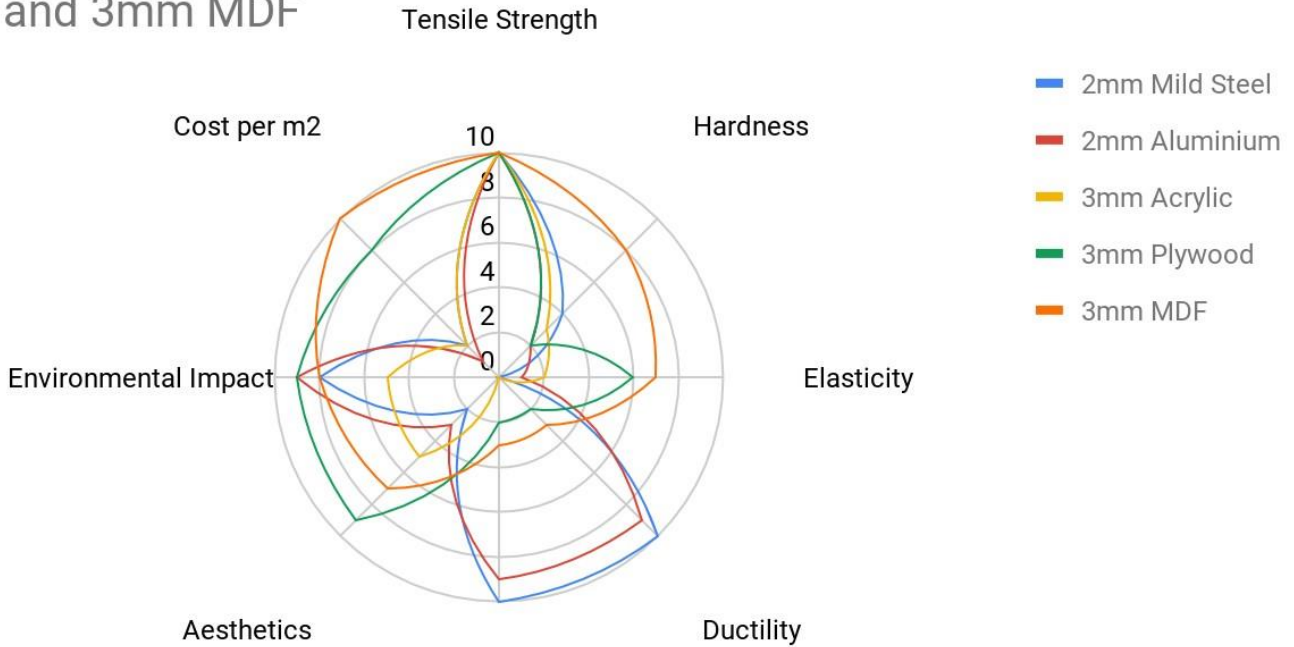 and 3mm MDF
Tensile Strength
Cost per m2
Hardness
10
8
6
4
2
0
Environmental Impact
Elasticity
Aesthetics
Ductility
2mm Mild Steel
2mm Aluminium
3mm Acrylic
3mm Plywood
3mm MDF